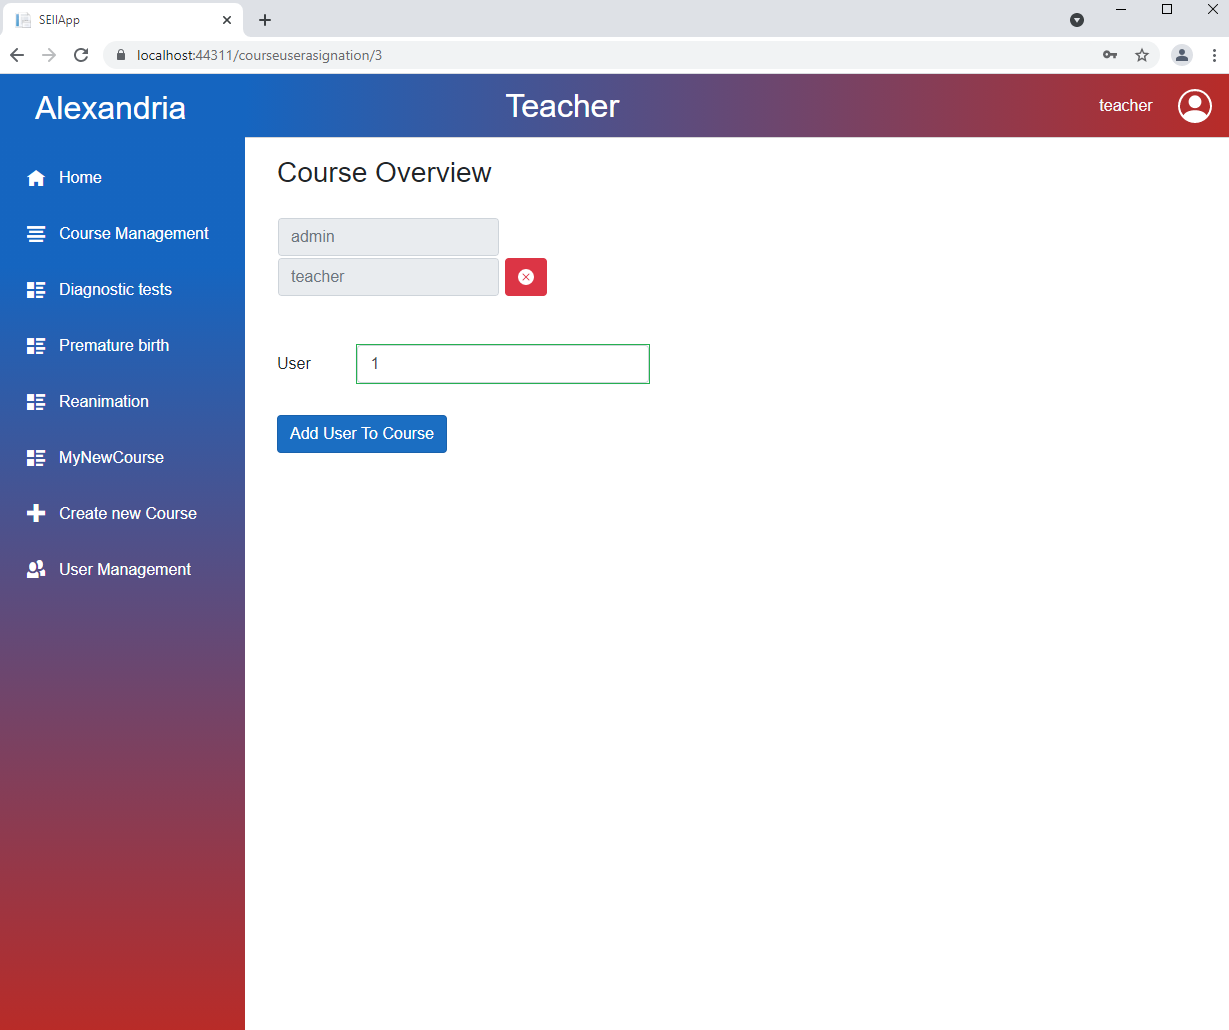 SEIIApp
localhost:44311/courseuserasignation/3
Alexandria
Teacher
teacher
Home
Course Management
Diagnostic tests
Premature birth
Reanimation
MyNewCourse
Create new Course
User Management
Course Overview
admin
teacher
User
1
Add User To Course